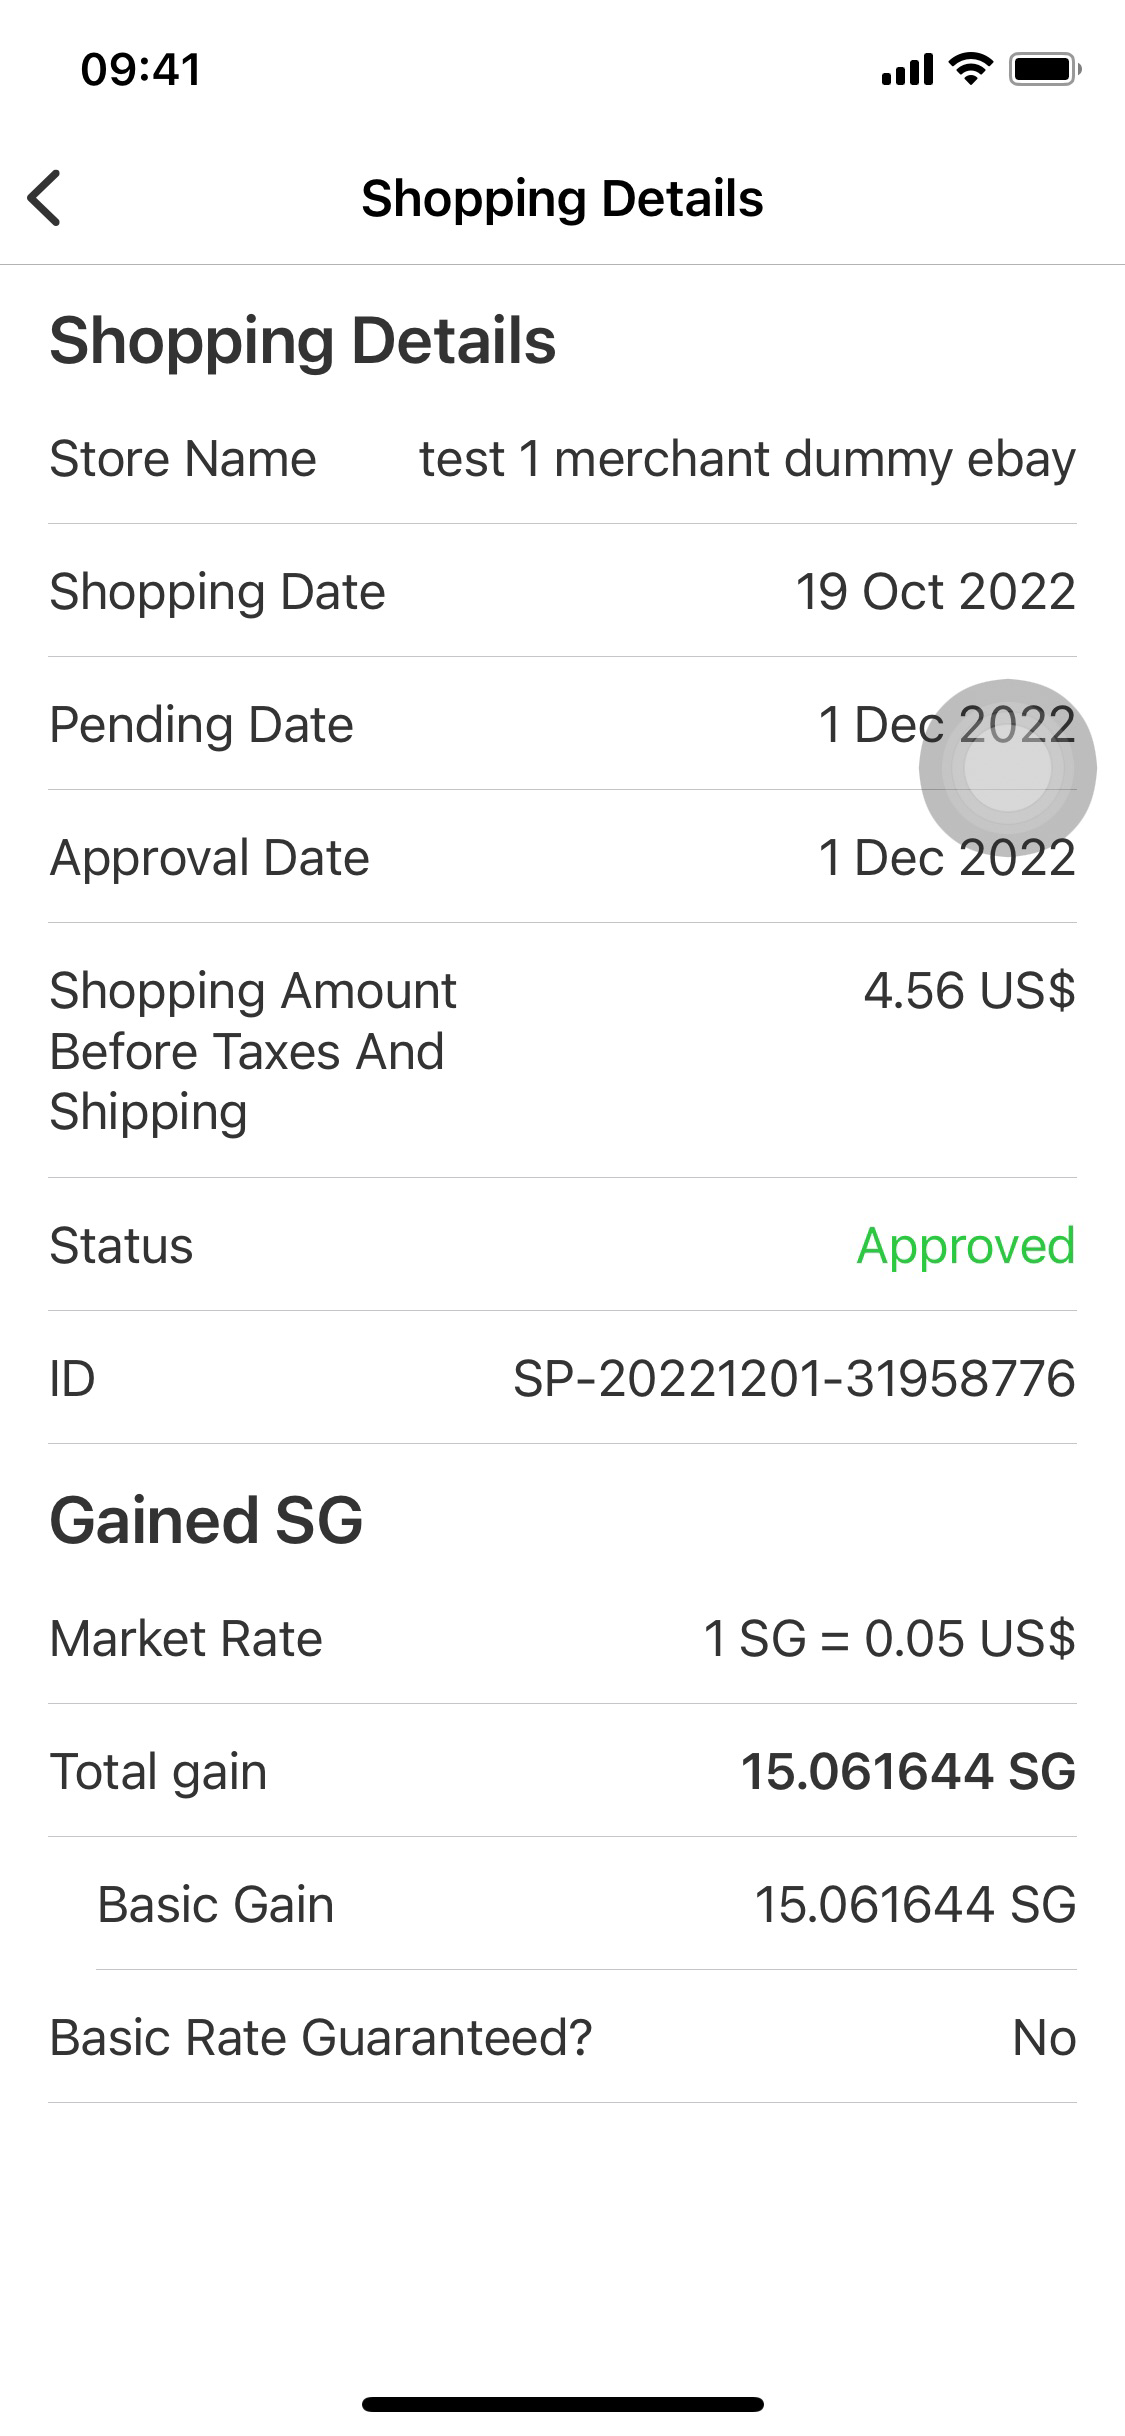 09:41
Shopping Details
Shopping Details
Store Name test 1 merchant dummy ebay
Shopping Date 19 Oct 2022
Pending Date 1 Dec 2022
Approval Date 1 Dec 2022
Shopping Amount 4.56 US$
Before Taxes And
Shipping
Status Approved
ID SP-20221201-31958776
Gained SG
Market Rate 1 SG = 0.05 US$
Total gain 15.061644 SG
Basic Gain 15.061644 SG
Basic Rate Guaranteed? No